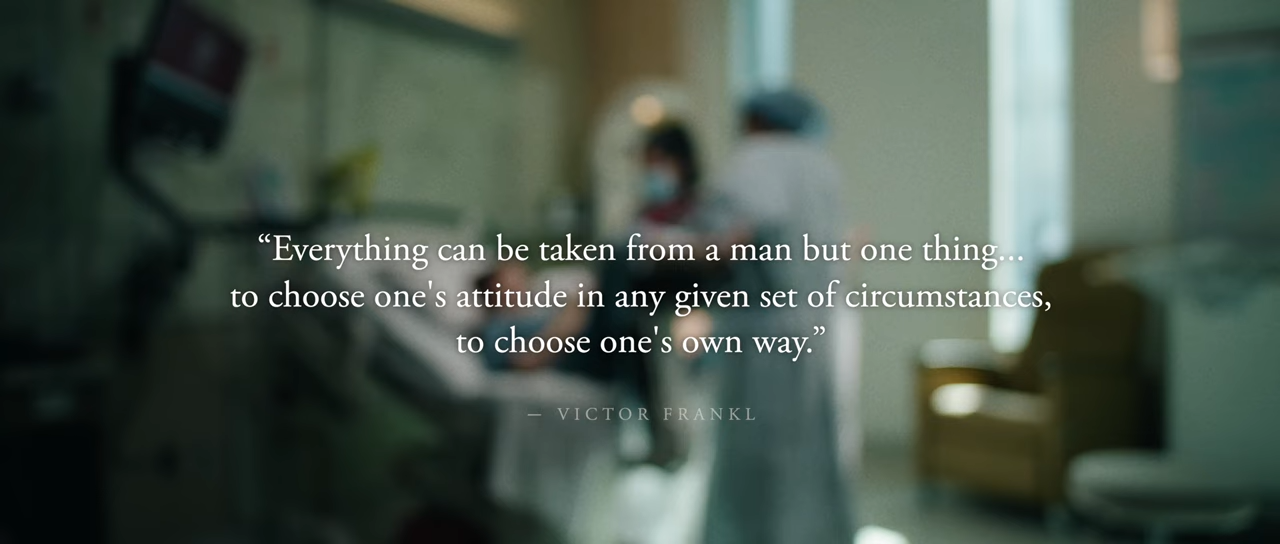 “Everything can be taken from a man but one thing...
to choose one's attitude in any given set of circumstances,
to choose one's own way.”
— VICTOR FRANKL